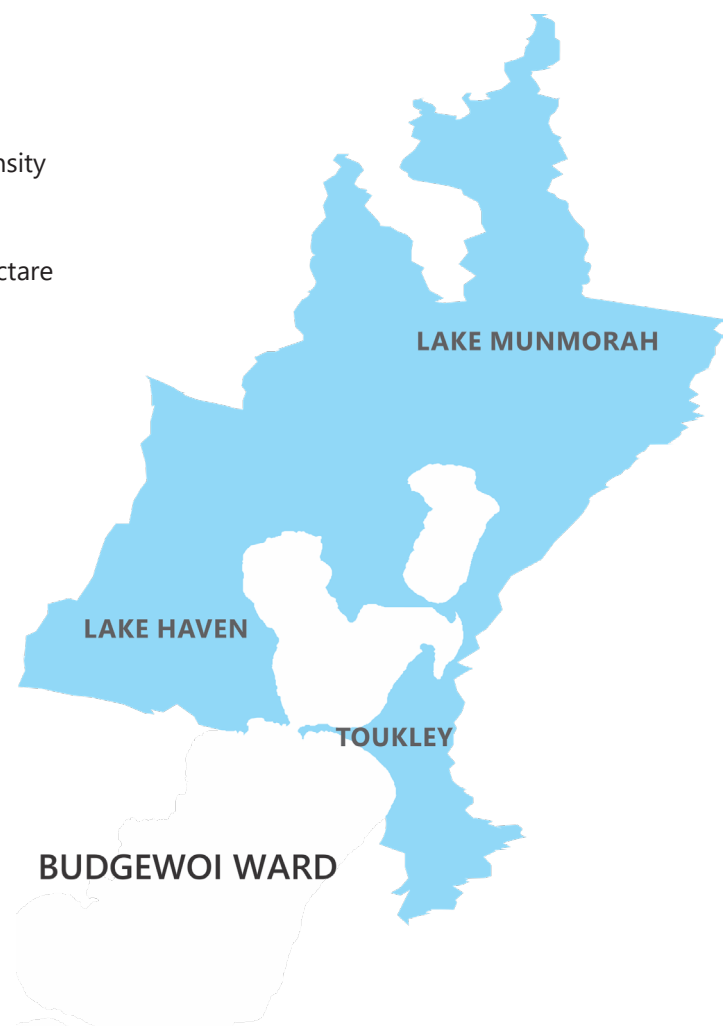 nsity
ctare
LAKE MUNMORAH
LAKE HAVEN
TOUKLEY
BUDGEWOI WARD